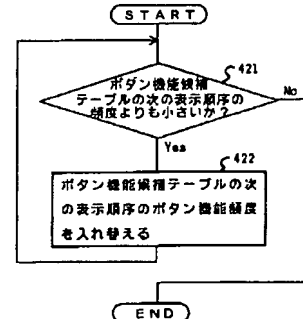 START
421
ボタン機能候補
テーブルの次の表示順序の
頻度よりも小さいか?
No
Yes
422
ボタン機能候補テーブルの次
の表示順序のボタン機能頻度
を入れ替える
END